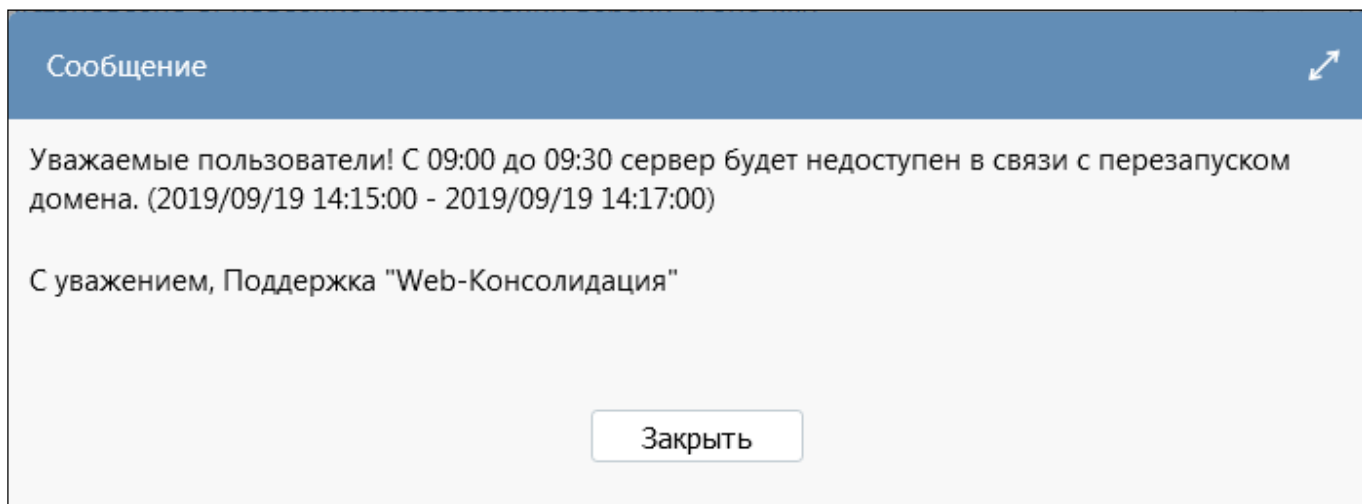 Сообщение
Уважаемые пользователи! С 09:00 до 09:30 сервер будет недоступен в связи с перезапуском
домена. (2019/09/19 14:15:00 - 2019/09/19 14:17:00)
С уважением, Поддержка "Web-Консолидация"
Закрыть